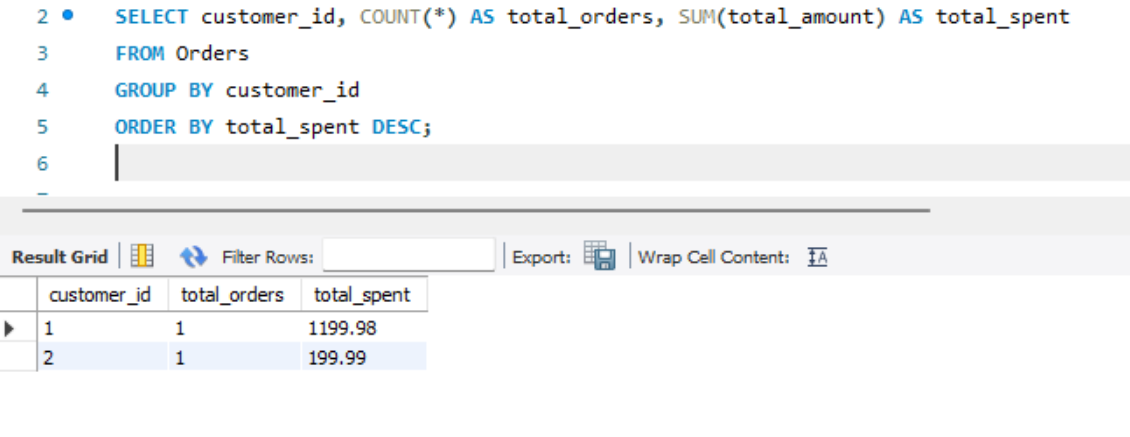 2 SELECT customer_id, COUNT(*) AS total_orders, SUM(total_amount) AS total_spent
3 FROM Orders
4 GROUP BY customer_id
5 ORDER BY total_spent DESC;
6
Result Grid Filter Rows: Export: Wrap Cell Content: IA
customer_id total_orders total_spent
1 1 1199.98
2 1 199.99